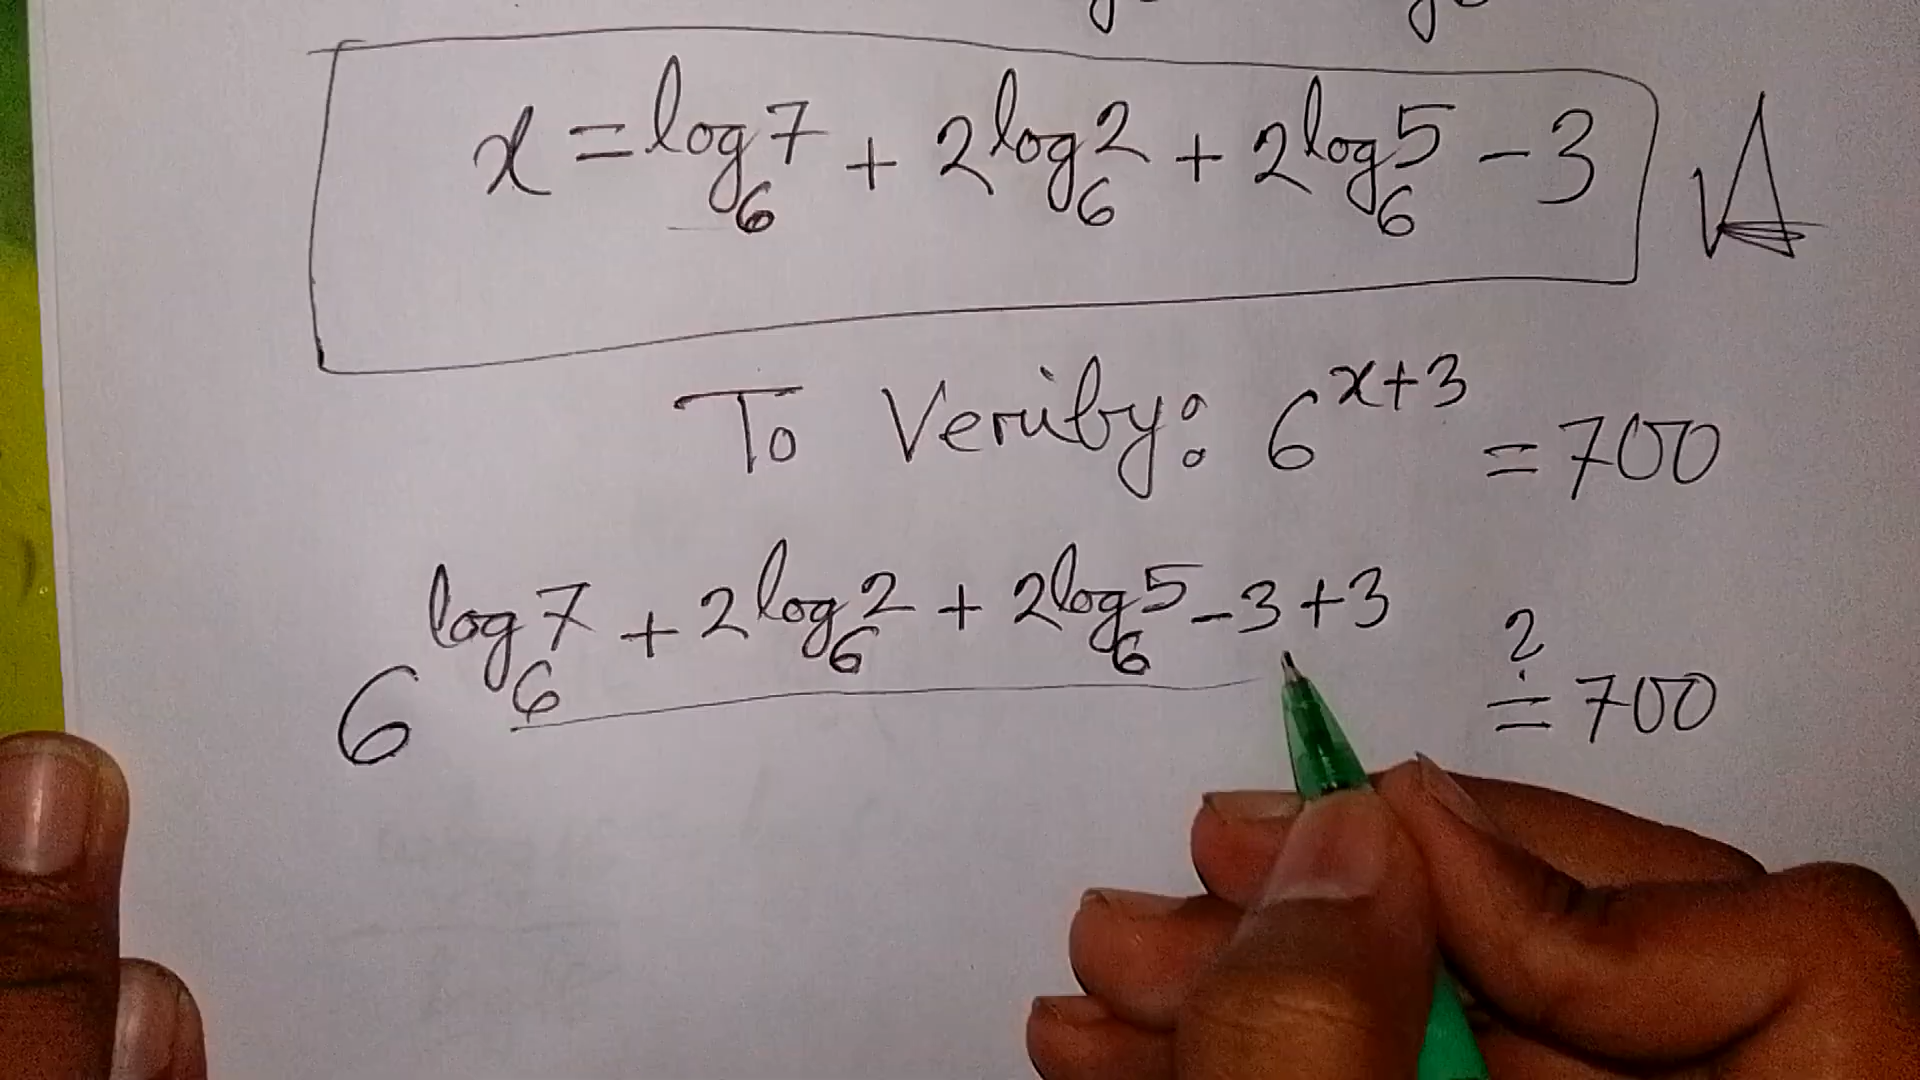 x = log₆7 + 2log₆2 + 2log₆5 - 3
To Verify: 6^(x+3) = 700
6^(log₆7 + 2log₆2 + 2log₆5 - 3 + 3) ≟ 700